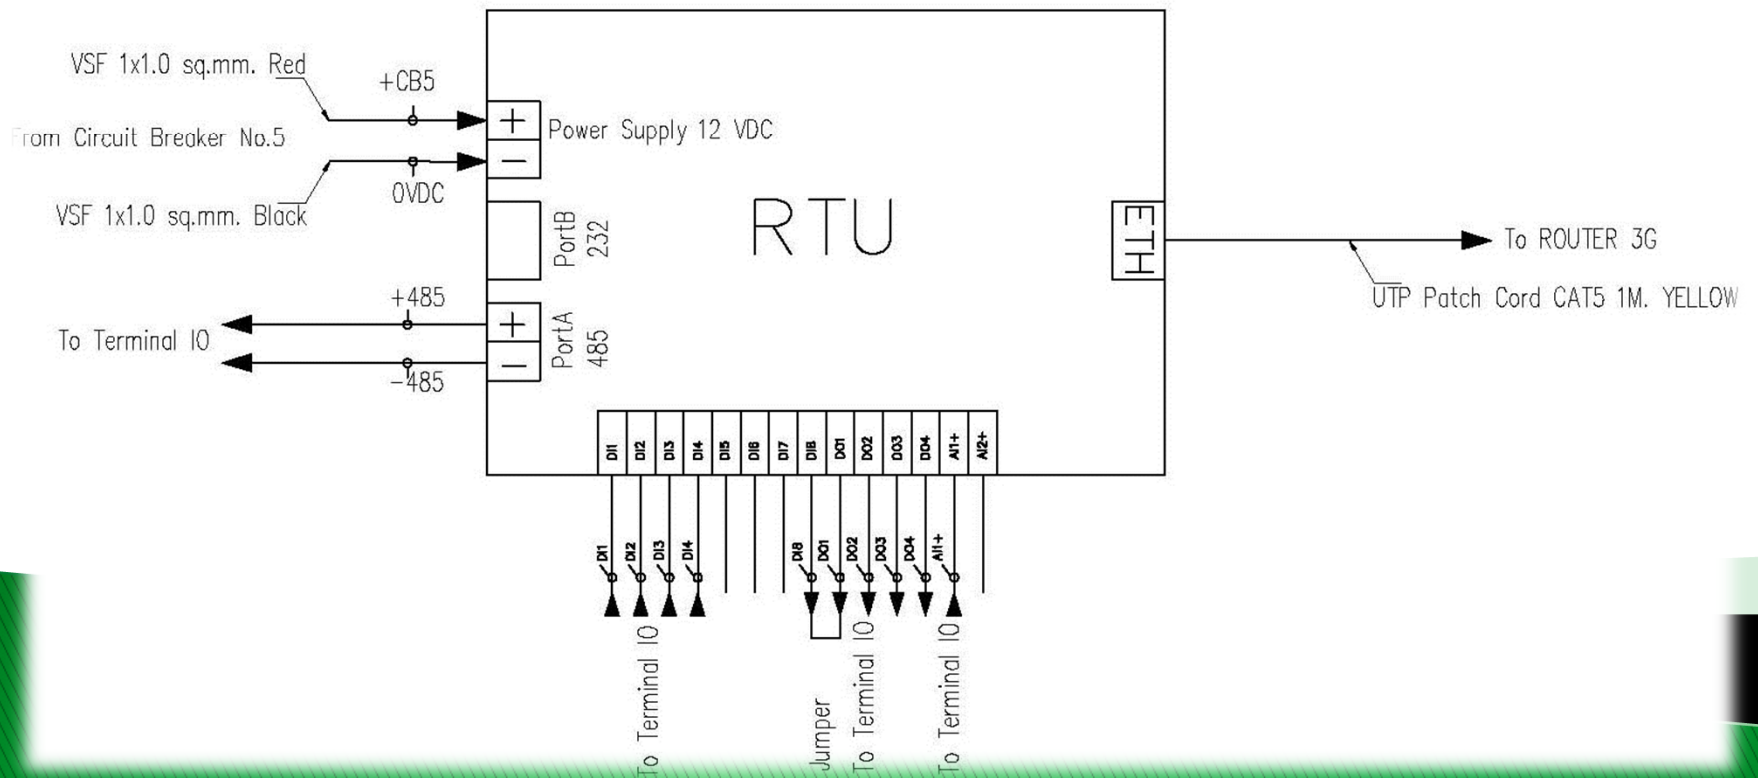 VSF 1x1.0 sq.mm. Red
+CB5
From Circuit Breaker No.5
+
Power Supply 12 VDC
−
0VDC
VSF 1x1.0 sq.mm. Black
RTU
PortB
232
ETH
To ROUTER 3G
UTP Patch Cord CAT5 1M. YELLOW
+485
To Terminal IO
+
−
PortA
485
−485
DI1 DI2 DI3 DI4 DI5 DI6 DI7 DI8 DO1 DO2 DO3 DO4 AI1+ AI2+
DI1 DI2 DI3 DI4 DI8 DO1 DO2 DO3 DO4 AI1+
To Terminal IO
Jumper
To Terminal IO
To Terminal IO